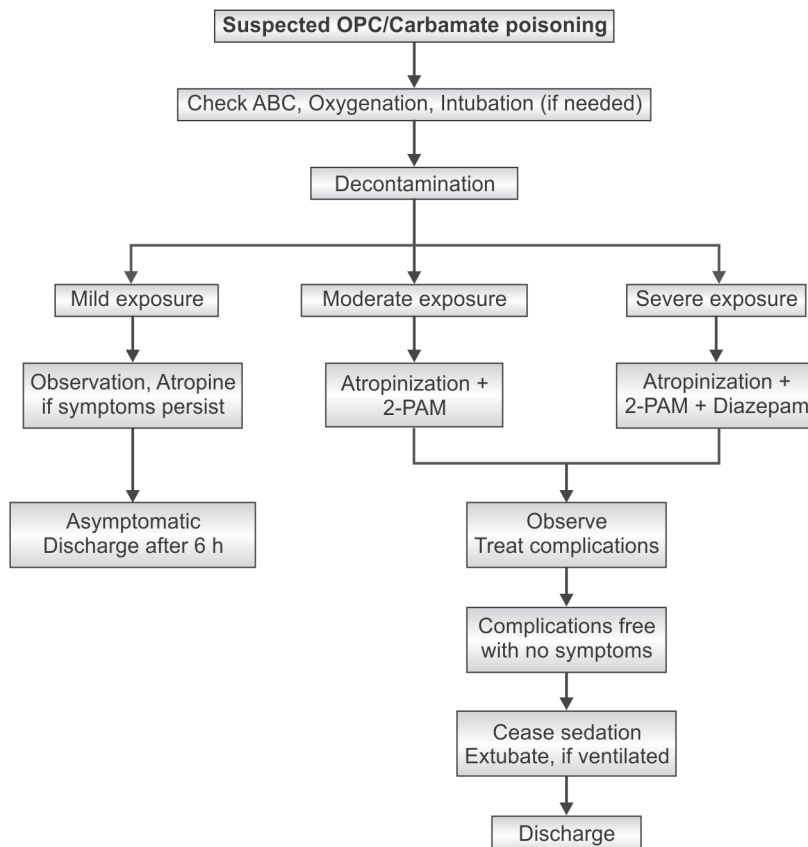 Suspected OPC/Carbamate poisoning
Check ABC, Oxygenation, Intubation (if needed)
Decontamination
Mild exposure
Moderate exposure
Severe exposure
Observation, Atropine
if symptoms persist
Atropinization +
2-PAM
Atropinization +
2-PAM + Diazepam
Asymptomatic
Discharge after 6 h
Observe
Treat complications
Complications free
with no symptoms
Cease sedation
Extubate, if ventilated
Discharge